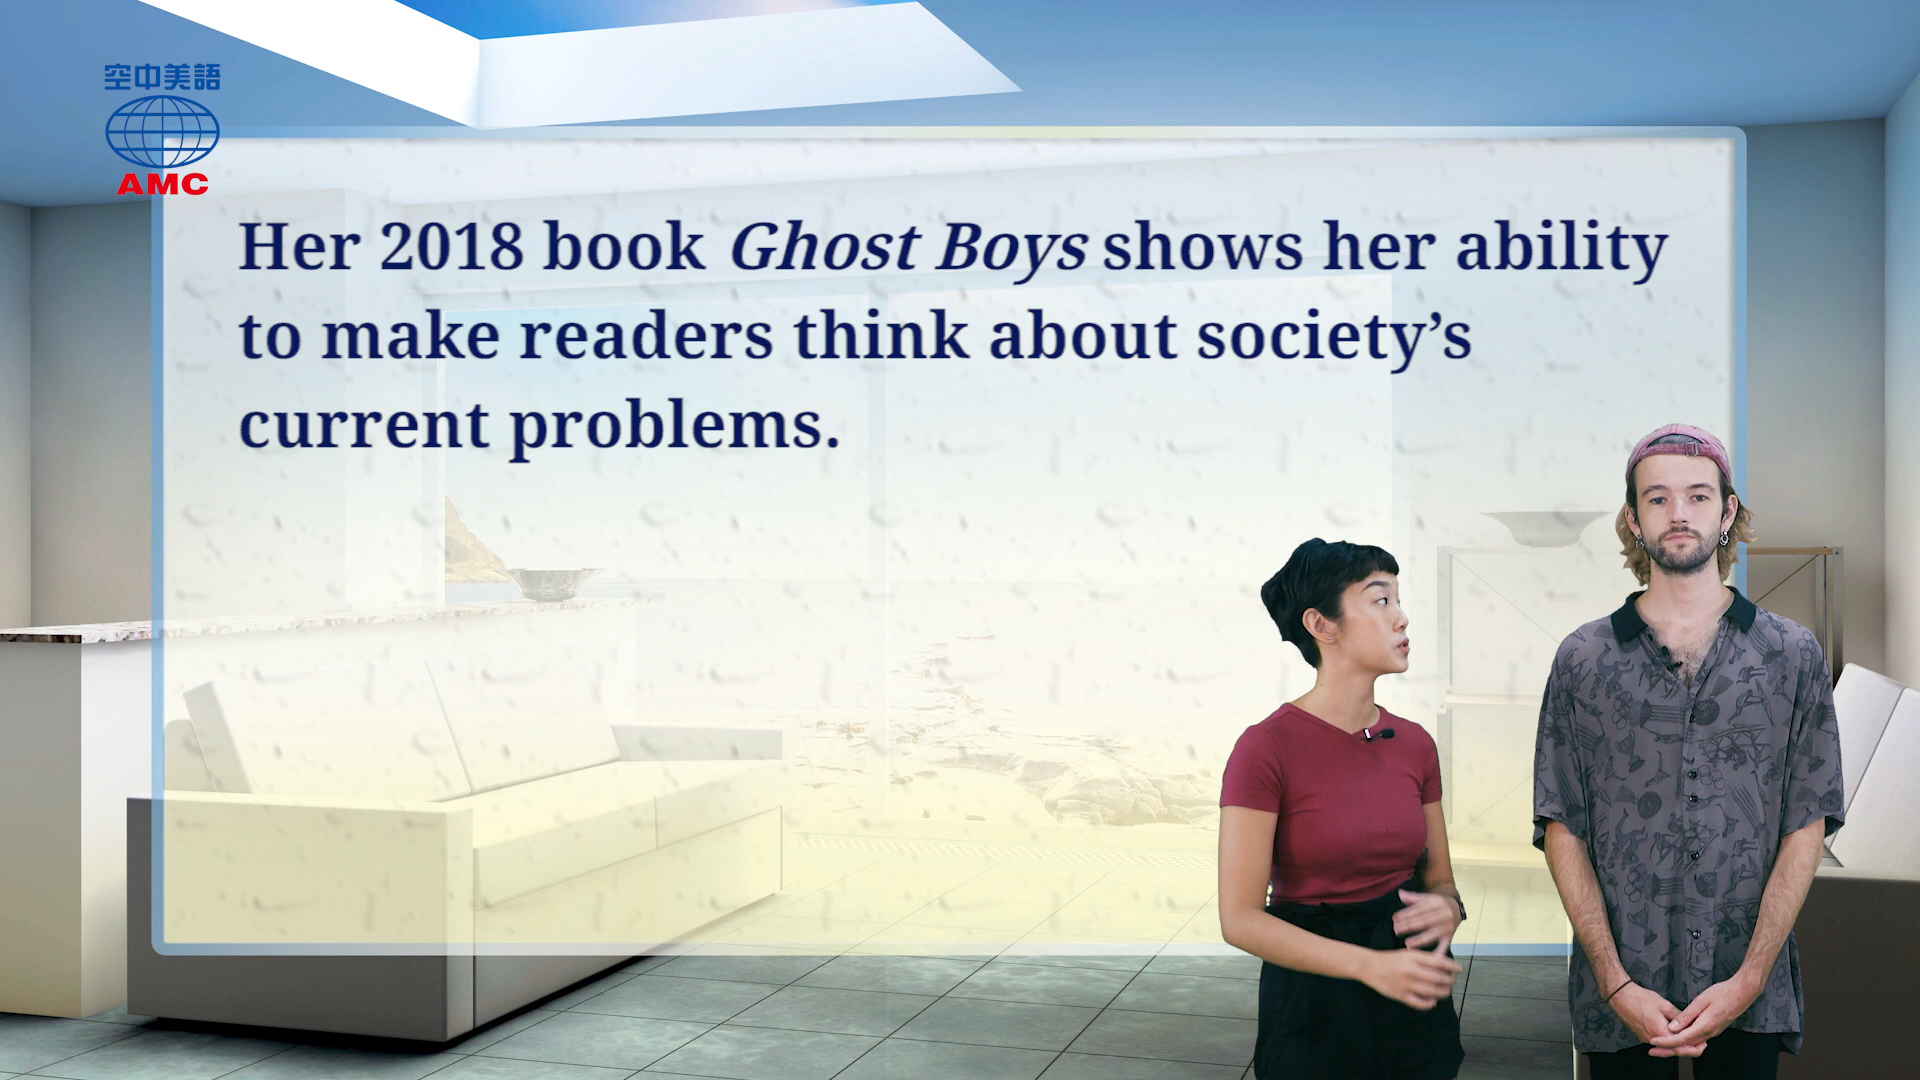 空中美語
AMC
Her 2018 book Ghost Boys shows her ability
to make readers think about society’s
current problems.